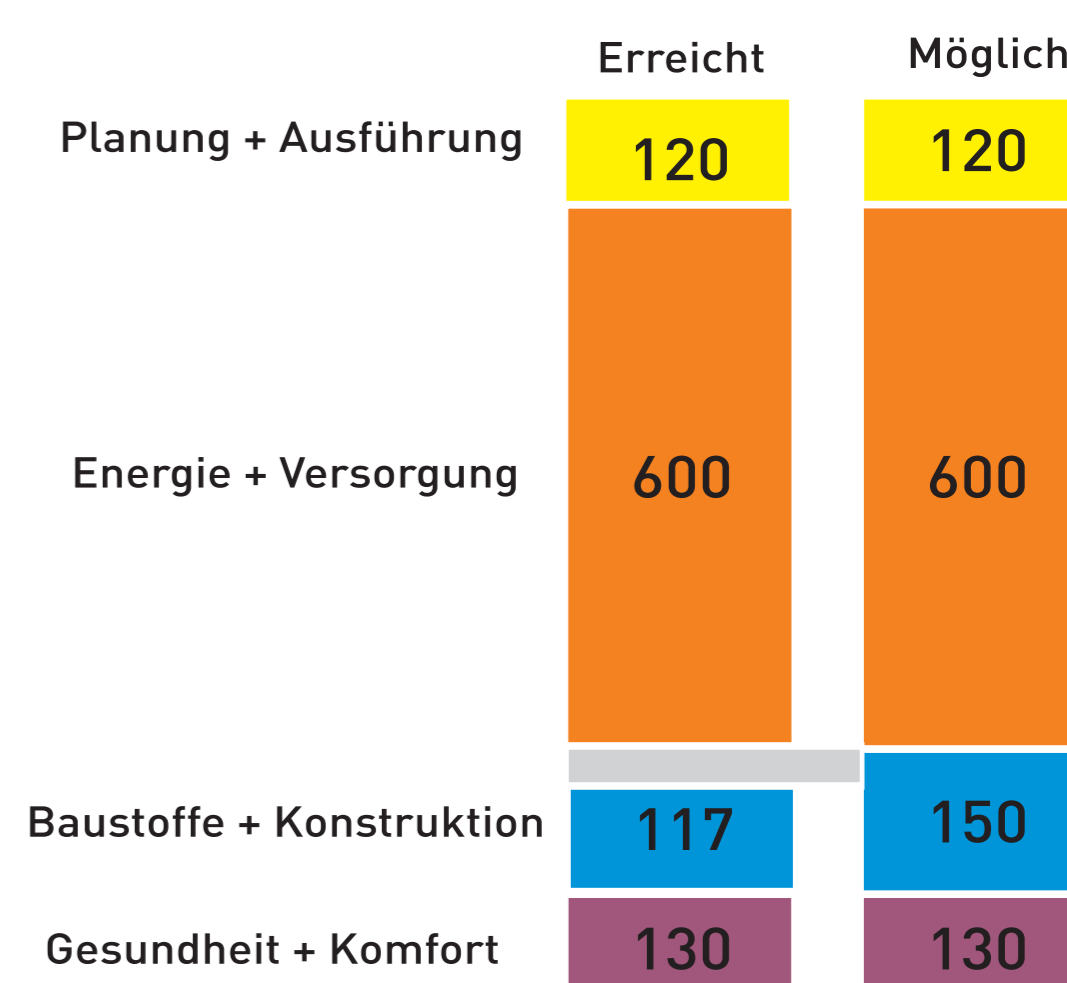 Erreicht Möglich
Planung + Ausführung 120 120
Energie + Versorgung 600 600
Baustoffe + Konstruktion 117 150
Gesundheit + Komfort 130 130